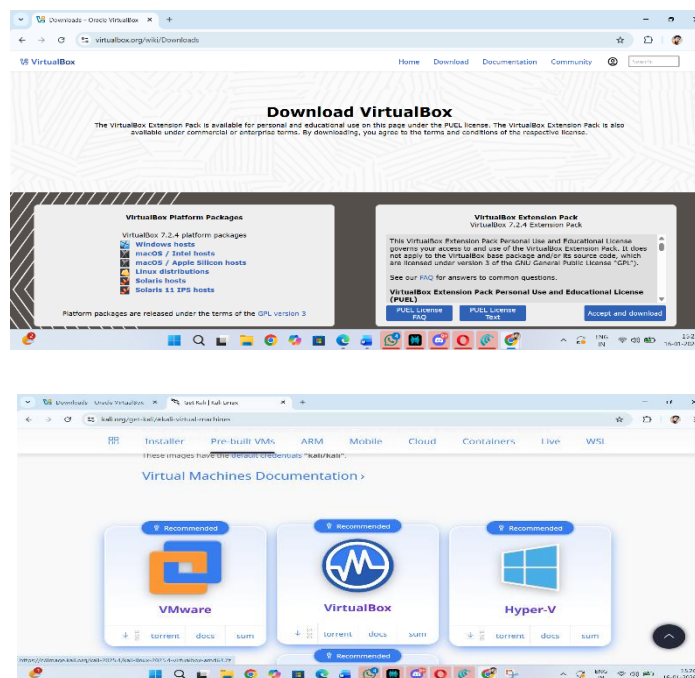 Downloads – Oracle VirtualBox
virtualbox.org/wiki/Downloads
VirtualBox
Home Download Documentation Community Search
Download VirtualBox
The VirtualBox Extension Pack is available for personal and educational use on this page under the PUEL license. The VirtualBox Extension Pack is also
available under commercial or enterprise terms. By downloading, you agree to the terms and conditions of the respective license.
VirtualBox Platform Packages
VirtualBox 7.2.4 platform packages
Windows hosts
macOS / Intel hosts
macOS / Apple Silicon hosts
Linux distributions
Solaris hosts
Solaris 11 IPS hosts
Platform packages are released under the terms of the GPL version 3
VirtualBox Extension Pack
VirtualBox 7.2.4 Extension Pack
This VirtualBox Extension Pack Personal Use and Educational License
governs your access to and use of the VirtualBox Extension Pack. It does
not apply to the VirtualBox base package and/or its source code, which
are licensed under version 3 of the GNU General Public License "GPL").
See our FAQ for answers to common questions.
VirtualBox Extension Pack Personal Use and Educational License
(PUEL)
PUEL License
FAQ
PUEL License
Text
Accept and download
ENG
IN
15:2
16-01-202
Downloads – Oracle VirtualBox
Get Kali | Kali Linux
kali.org/get-kali/#kali-virtual-machines
Installer Pre-built VMs ARM Mobile Cloud Containers Live WSL
These images have the default credentials "kali/kali".
Virtual Machines Documentation ›
Recommended
VMware
torrent docs sum
Recommended
VirtualBox
torrent docs sum
Recommended
Hyper-V
torrent docs sum
Recommended
ENG
IN